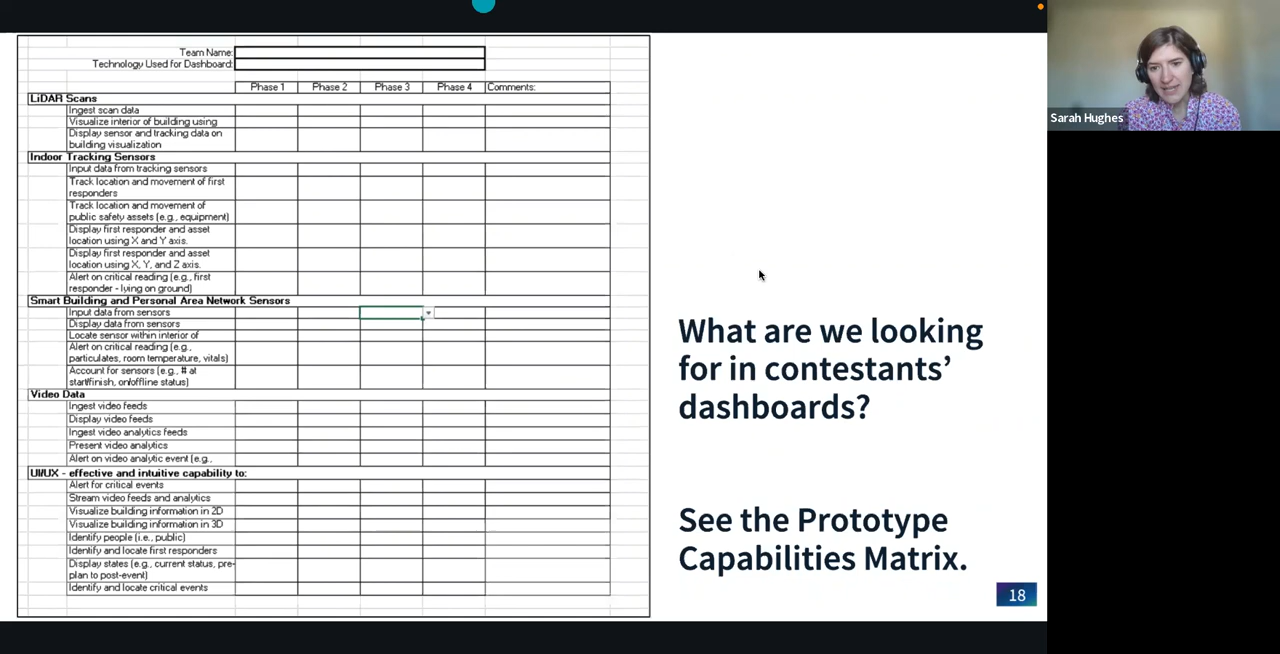 Team Name:
Technology Used for Dashboard:
Phase 1 Phase 2 Phase 3 Phase 4 Comments:
LiDAR Scans
Ingest scan data
Visualize interior of building using
Display sensor and tracking data on
building visualization
Indoor Tracking Sensors
Input data from tracking sensors
Track location and movement of first
responders
Track location and movement of
public safety assets (e.g., equipment)
Display first responder and asset
location using X and Y axis.
Display first responder and asset
location using X, Y, and Z axis.
Alert on critical reading (e.g., first
responder - lying on ground)
Smart Building and Personal Area Network Sensors
Input data from sensors
Display data from sensors
Locate sensor within interior of
Alert on critical reading (e.g.,
particulates, room temperature, vitals)
Account for sensors (e.g., # at
start/finish, on/offline status)
Video Data
Ingest video feeds
Display video feeds
Ingest video analytics feeds
Present video analytics
Alert on video analytic event (e.g.,
UI/UX - effective and intuitive capability to:
Alert for critical events
Stream video feeds and analytics
Visualize building information in 2D
Visualize building information in 3D
Identify people (i.e., public)
Identify and locate first responders
Display states (e.g., current status, pre-
plan to post-event)
Identify and locate critical events
What are we looking
for in contestants’
dashboards?
See the Prototype
Capabilities Matrix.
18
Sarah Hughes